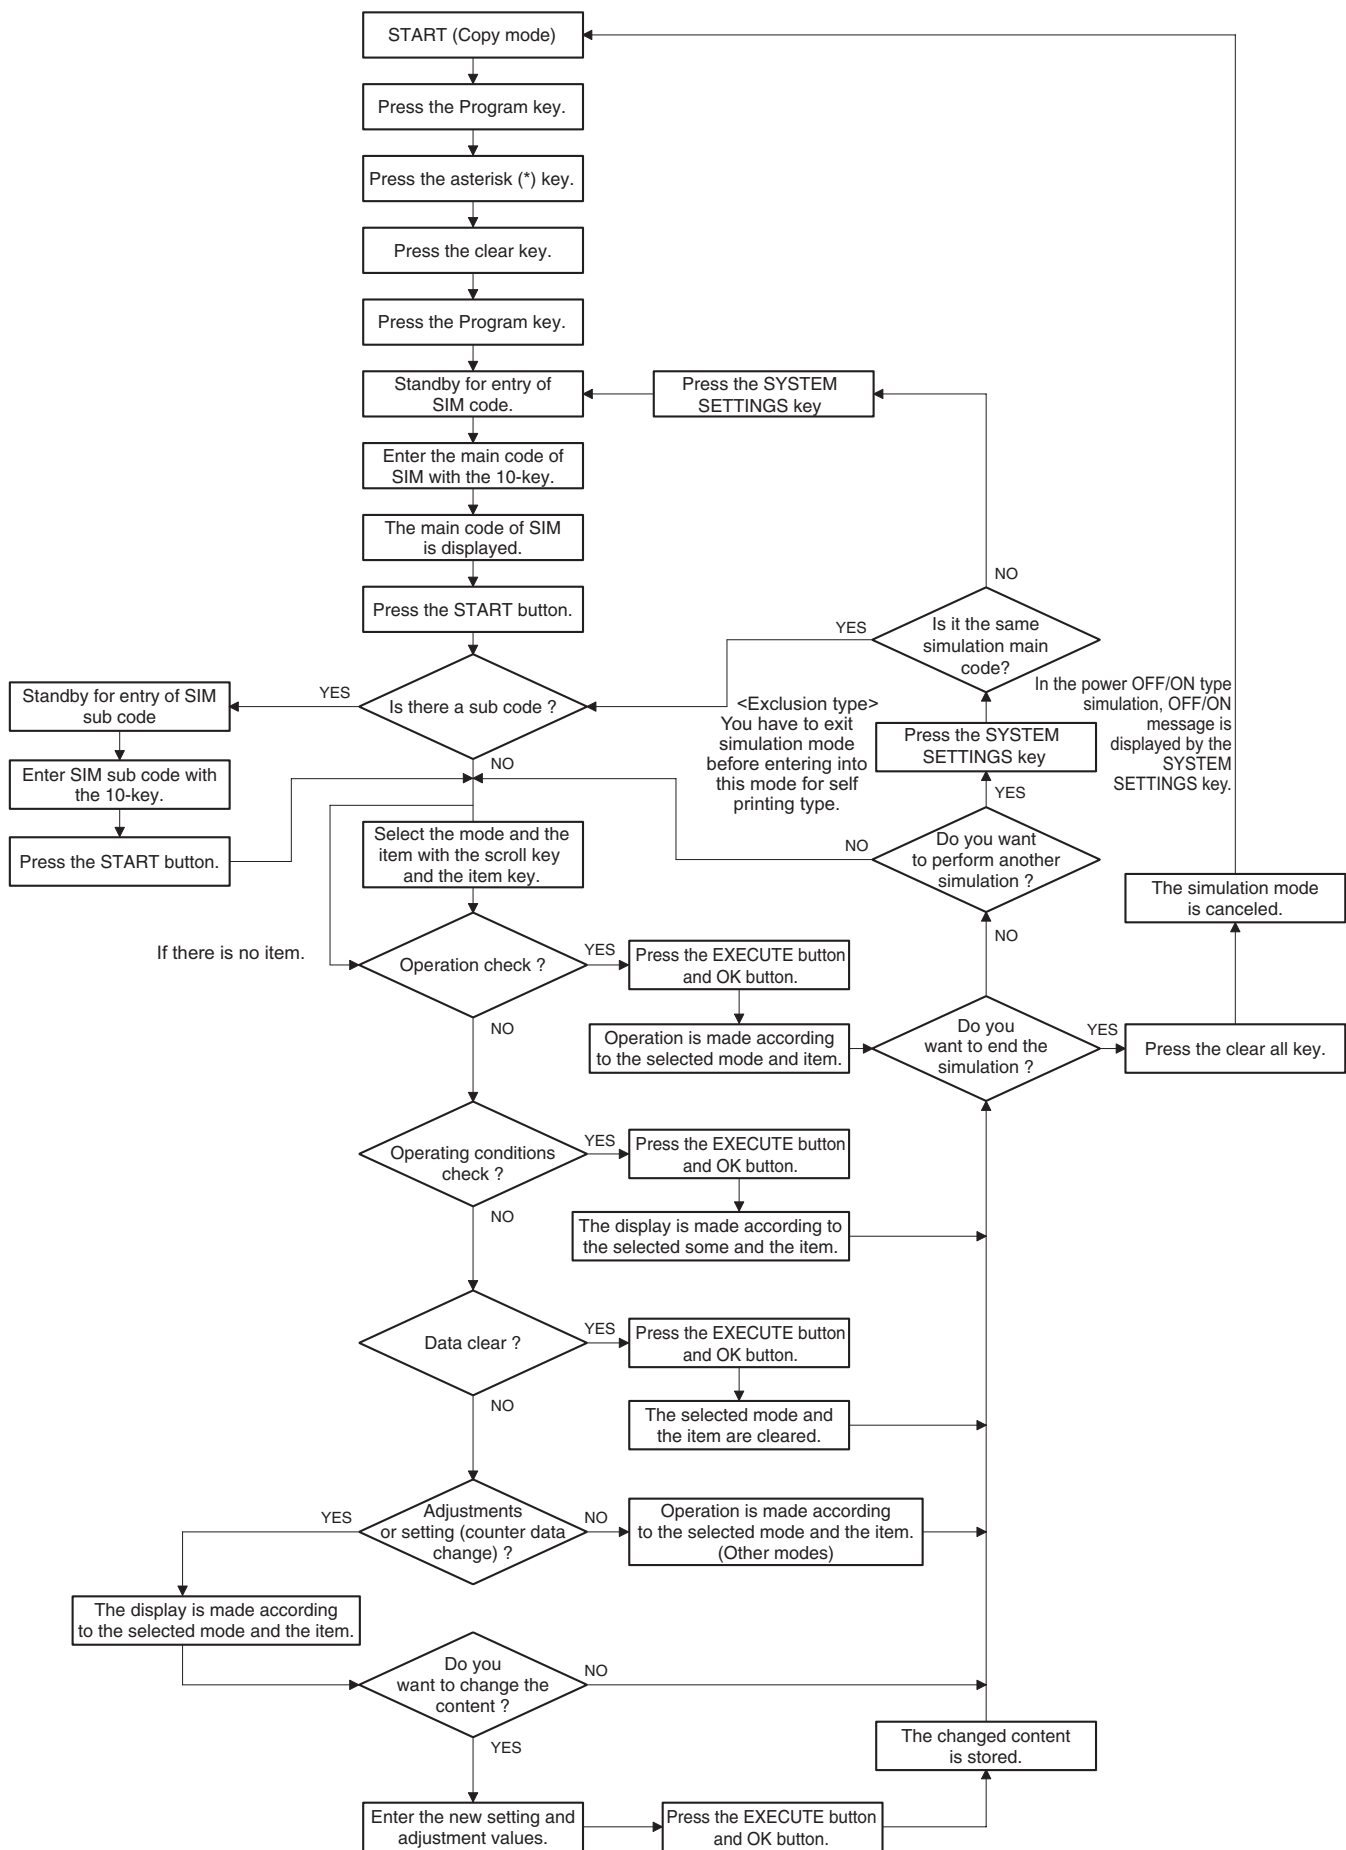 START (Copy mode)
Press the Program key.
Press the asterisk (*) key.
Press the clear key.
Press the Program key.
Standby for entry of
SIM code.
Press the SYSTEM
SETTINGS key
Enter the main code of
SIM with the 10-key.
The main code of SIM
is displayed.
Press the START button.
NO
Is it the same
simulation main
code?
YES
Is there a sub code ?
YES
NO
Standby for entry of SIM
sub code
Enter SIM sub code with
the 10-key.
Press the START button.
<Exclusion type>
You have to exit
simulation mode
before entering into
this mode for self
printing type.
Press the SYSTEM
SETTINGS key
In the power OFF/ON type
simulation, OFF/ON
message is
displayed by the
SYSTEM
SETTINGS key.
YES
Do you want
to perform another
simulation ?
NO
NO
Select the mode and the
item with the scroll key
and the item key.
The simulation mode
is canceled.
If there is no item.
Operation check ?
YES
NO
Press the EXECUTE button
and OK button.
Operation is made according
to the selected mode and item.
Do you
want to end the
simulation ?
YES
Press the clear all key.
Operating conditions
check ?
YES
NO
Press the EXECUTE button
and OK button.
The display is made according to
the selected some and the item.
Data clear ?
YES
NO
Press the EXECUTE button
and OK button.
The selected mode and
the item are cleared.
Adjustments
or setting (counter data
change) ?
YES
NO
Operation is made according
to the selected mode and the item.
(Other modes)
The display is made according
to the selected mode and the item.
Do you
want to change the
content ?
NO
YES
The changed content
is stored.
Enter the new setting and
adjustment values.
Press the EXECUTE button
and OK button.